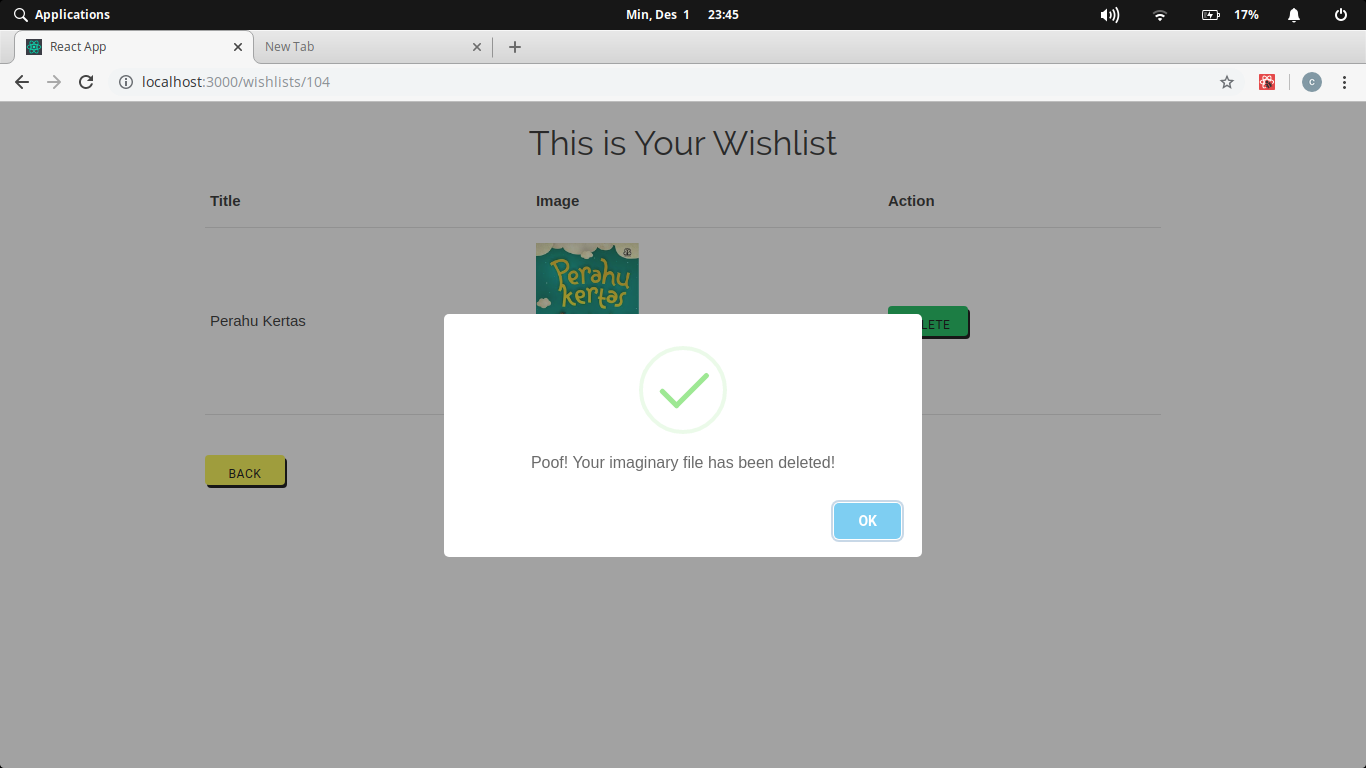 Applications Min, Des 1 23:45 17%
React App New Tab
localhost:3000/wishlists/104 c
This is Your Wishlist
Title Image Action
Perahu
kertas
Perahu Kertas LETE
Poof! Your imaginary file has been deleted!
BACK
OK